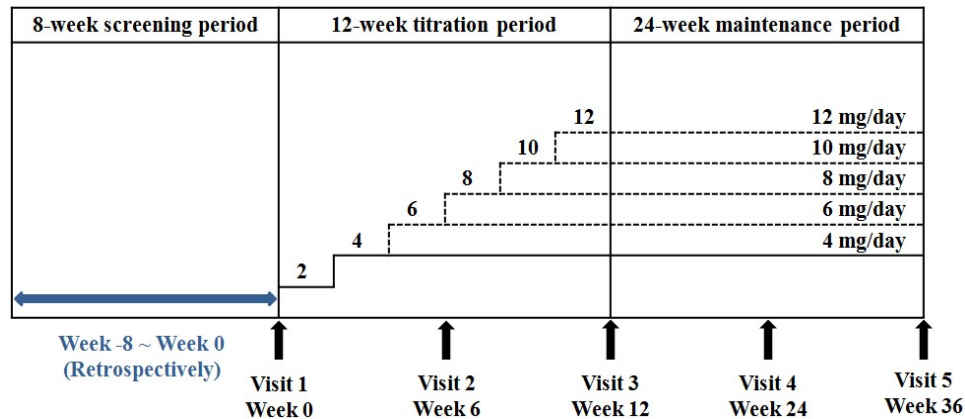 8-week screening period
12-week titration period
24-week maintenance period
12
12 mg/day
10
10 mg/day
8
8 mg/day
6
6 mg/day
4
4 mg/day
2
Week -8 ~ Week 0
(Retrospectively)
Visit 1
Week 0
Visit 2
Week 6
Visit 3
Week 12
Visit 4
Week 24
Visit 5
Week 36